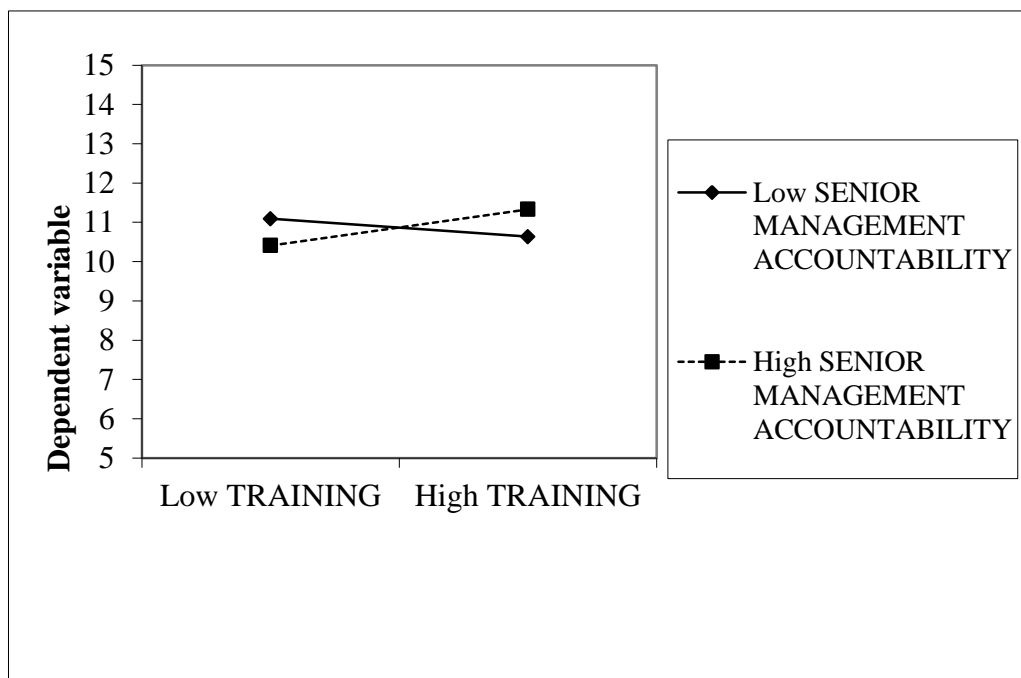 15
14
13
12
11
10
9
8
7
6
5
Dependent variable
Low TRAINING
High TRAINING
Low SENIOR
MANAGEMENT
ACCOUNTABILITY
High SENIOR
MANAGEMENT
ACCOUNTABILITY